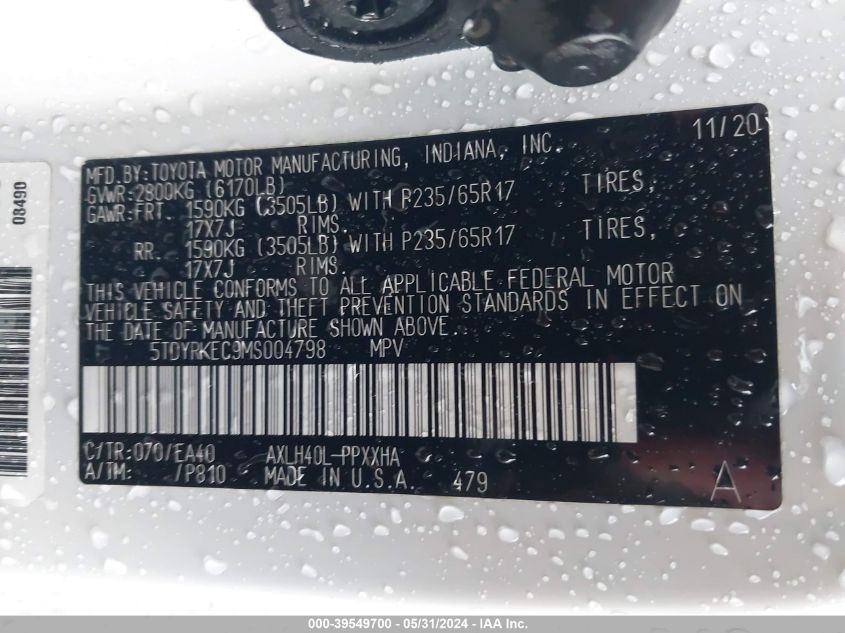 11/20
MFD.BY:TOYOTA MOTOR MANUFACTURING, INDIANA, INC.
GVWR:2800KG (6170LB)
GAWR:FRT. 1590KG (3505LB) WITH P235/65R17 TIRES,
17X7J RIMS.
RR. 1590KG (3505LB) WITH P235/65R17 TIRES,
17X7J RIMS.
THIS VEHICLE CONFORMS TO ALL APPLICABLE FEDERAL MOTOR
VEHICLE SAFETY AND THEFT PREVENTION STANDARDS IN EFFECT ON
THE DATE OF MANUFACTURE SHOWN ABOVE.
5TDYRKEC9MS004798 MPV
C/TR:070/EA40 AXLH40L-PPXXHA
A/TM: /P810 MADE IN U.S.A. 479
A
08490
000-39549700 - 05/31/2024 - IAA Inc.